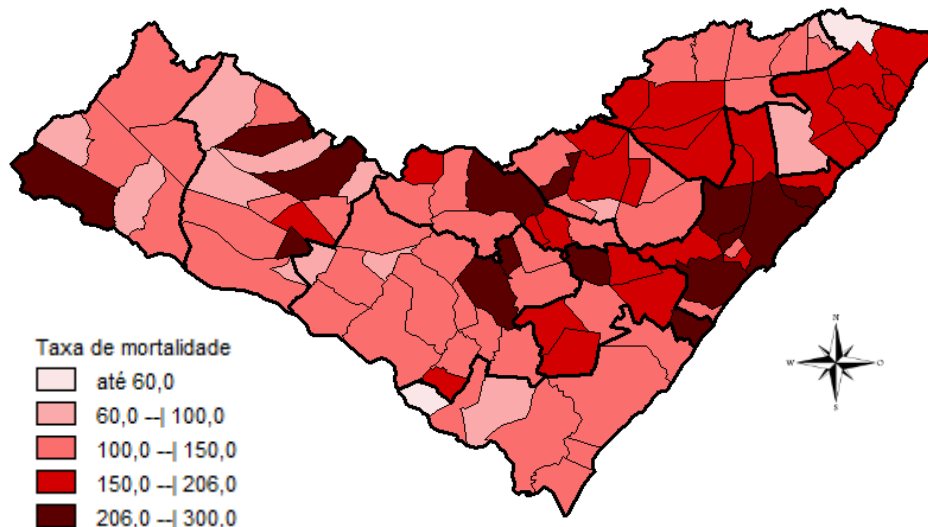 Taxa de mortalidade
até 60,0
60,0 --| 100,0
100,0 --| 150,0
150,0 --| 206,0
206,0 --| 300,0
N
W
O
S